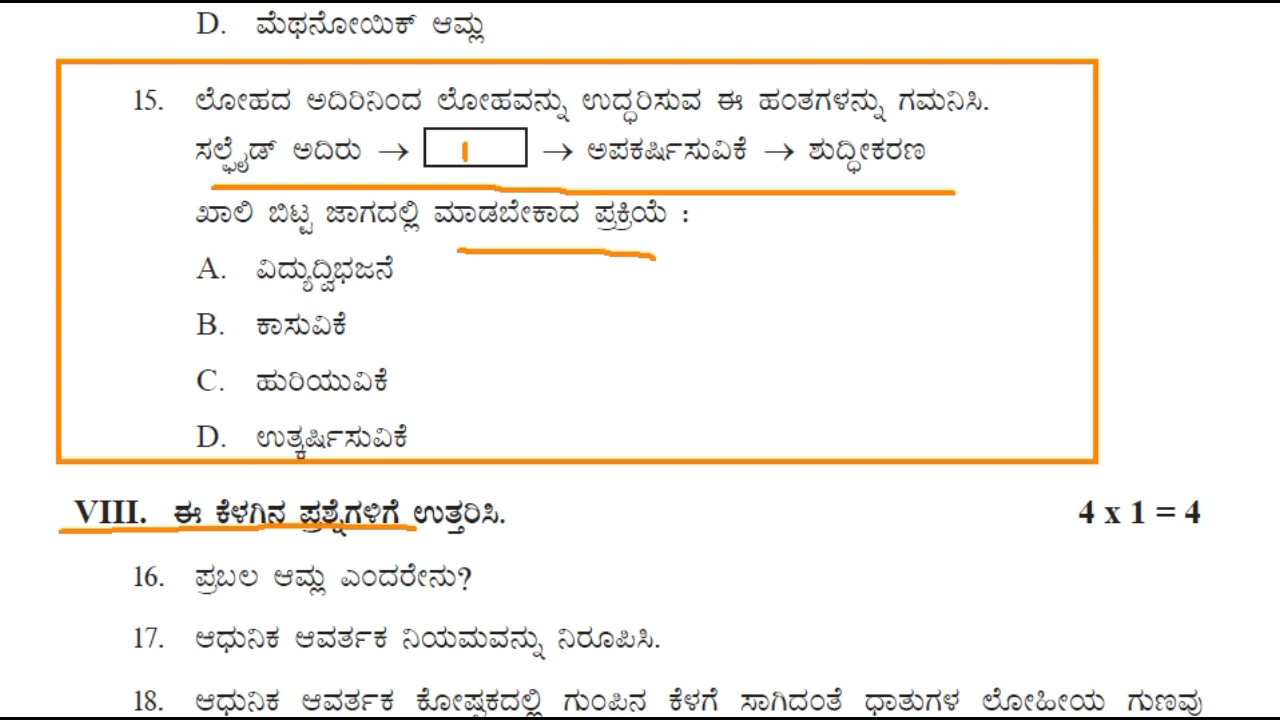 D. ಮೆಥನೋಯಿಕ್ ಆಮ್ಲ
15. ಲೋಹದ ಅದಿರಿನಿಂದ ಲೋಹವನ್ನು ಉದ್ಧರಿಸುವ ಈ ಹಂತಗಳನ್ನು ಗಮನಿಸಿ.
ಸಲ್ಫೈಡ್ ಅದಿರು → → ಅಪಕರ್ಷಿಸುವಿಕೆ → ಶುದ್ಧೀಕರಣ
ಖಾಲಿ ಬಿಟ್ಟ ಜಾಗದಲ್ಲಿ ಮಾಡಬೇಕಾದ ಪ್ರಕ್ರಿಯೆ :
A. ವಿದ್ಯುದ್ವಿಭಜನೆ
B. ಕಾಸುವಿಕೆ
C. ಹುರಿಯುವಿಕೆ
D. ಉತ್ಕರ್ಷಿಸುವಿಕೆ
VIII. ಈ ಕೆಳಗಿನ ಪ್ರಶ್ನೆಗಳಿಗೆ ಉತ್ತರಿಸಿ. 4 x 1 = 4
16. ಪ್ರಬಲ ಆಮ್ಲ ಎಂದರೇನು?
17. ಆಧುನಿಕ ಆವರ್ತಕ ನಿಯಮವನ್ನು ನಿರೂಪಿಸಿ.
18. ಆಧುನಿಕ ಆವರ್ತಕ ಕೋಷ್ಠಕದಲ್ಲಿ ಗುಂಪಿನ ಕೆಳಗೆ ಸಾಗಿದಂತೆ ಧಾತುಗಳ ಲೋಹೀಯ ಗುಣವು